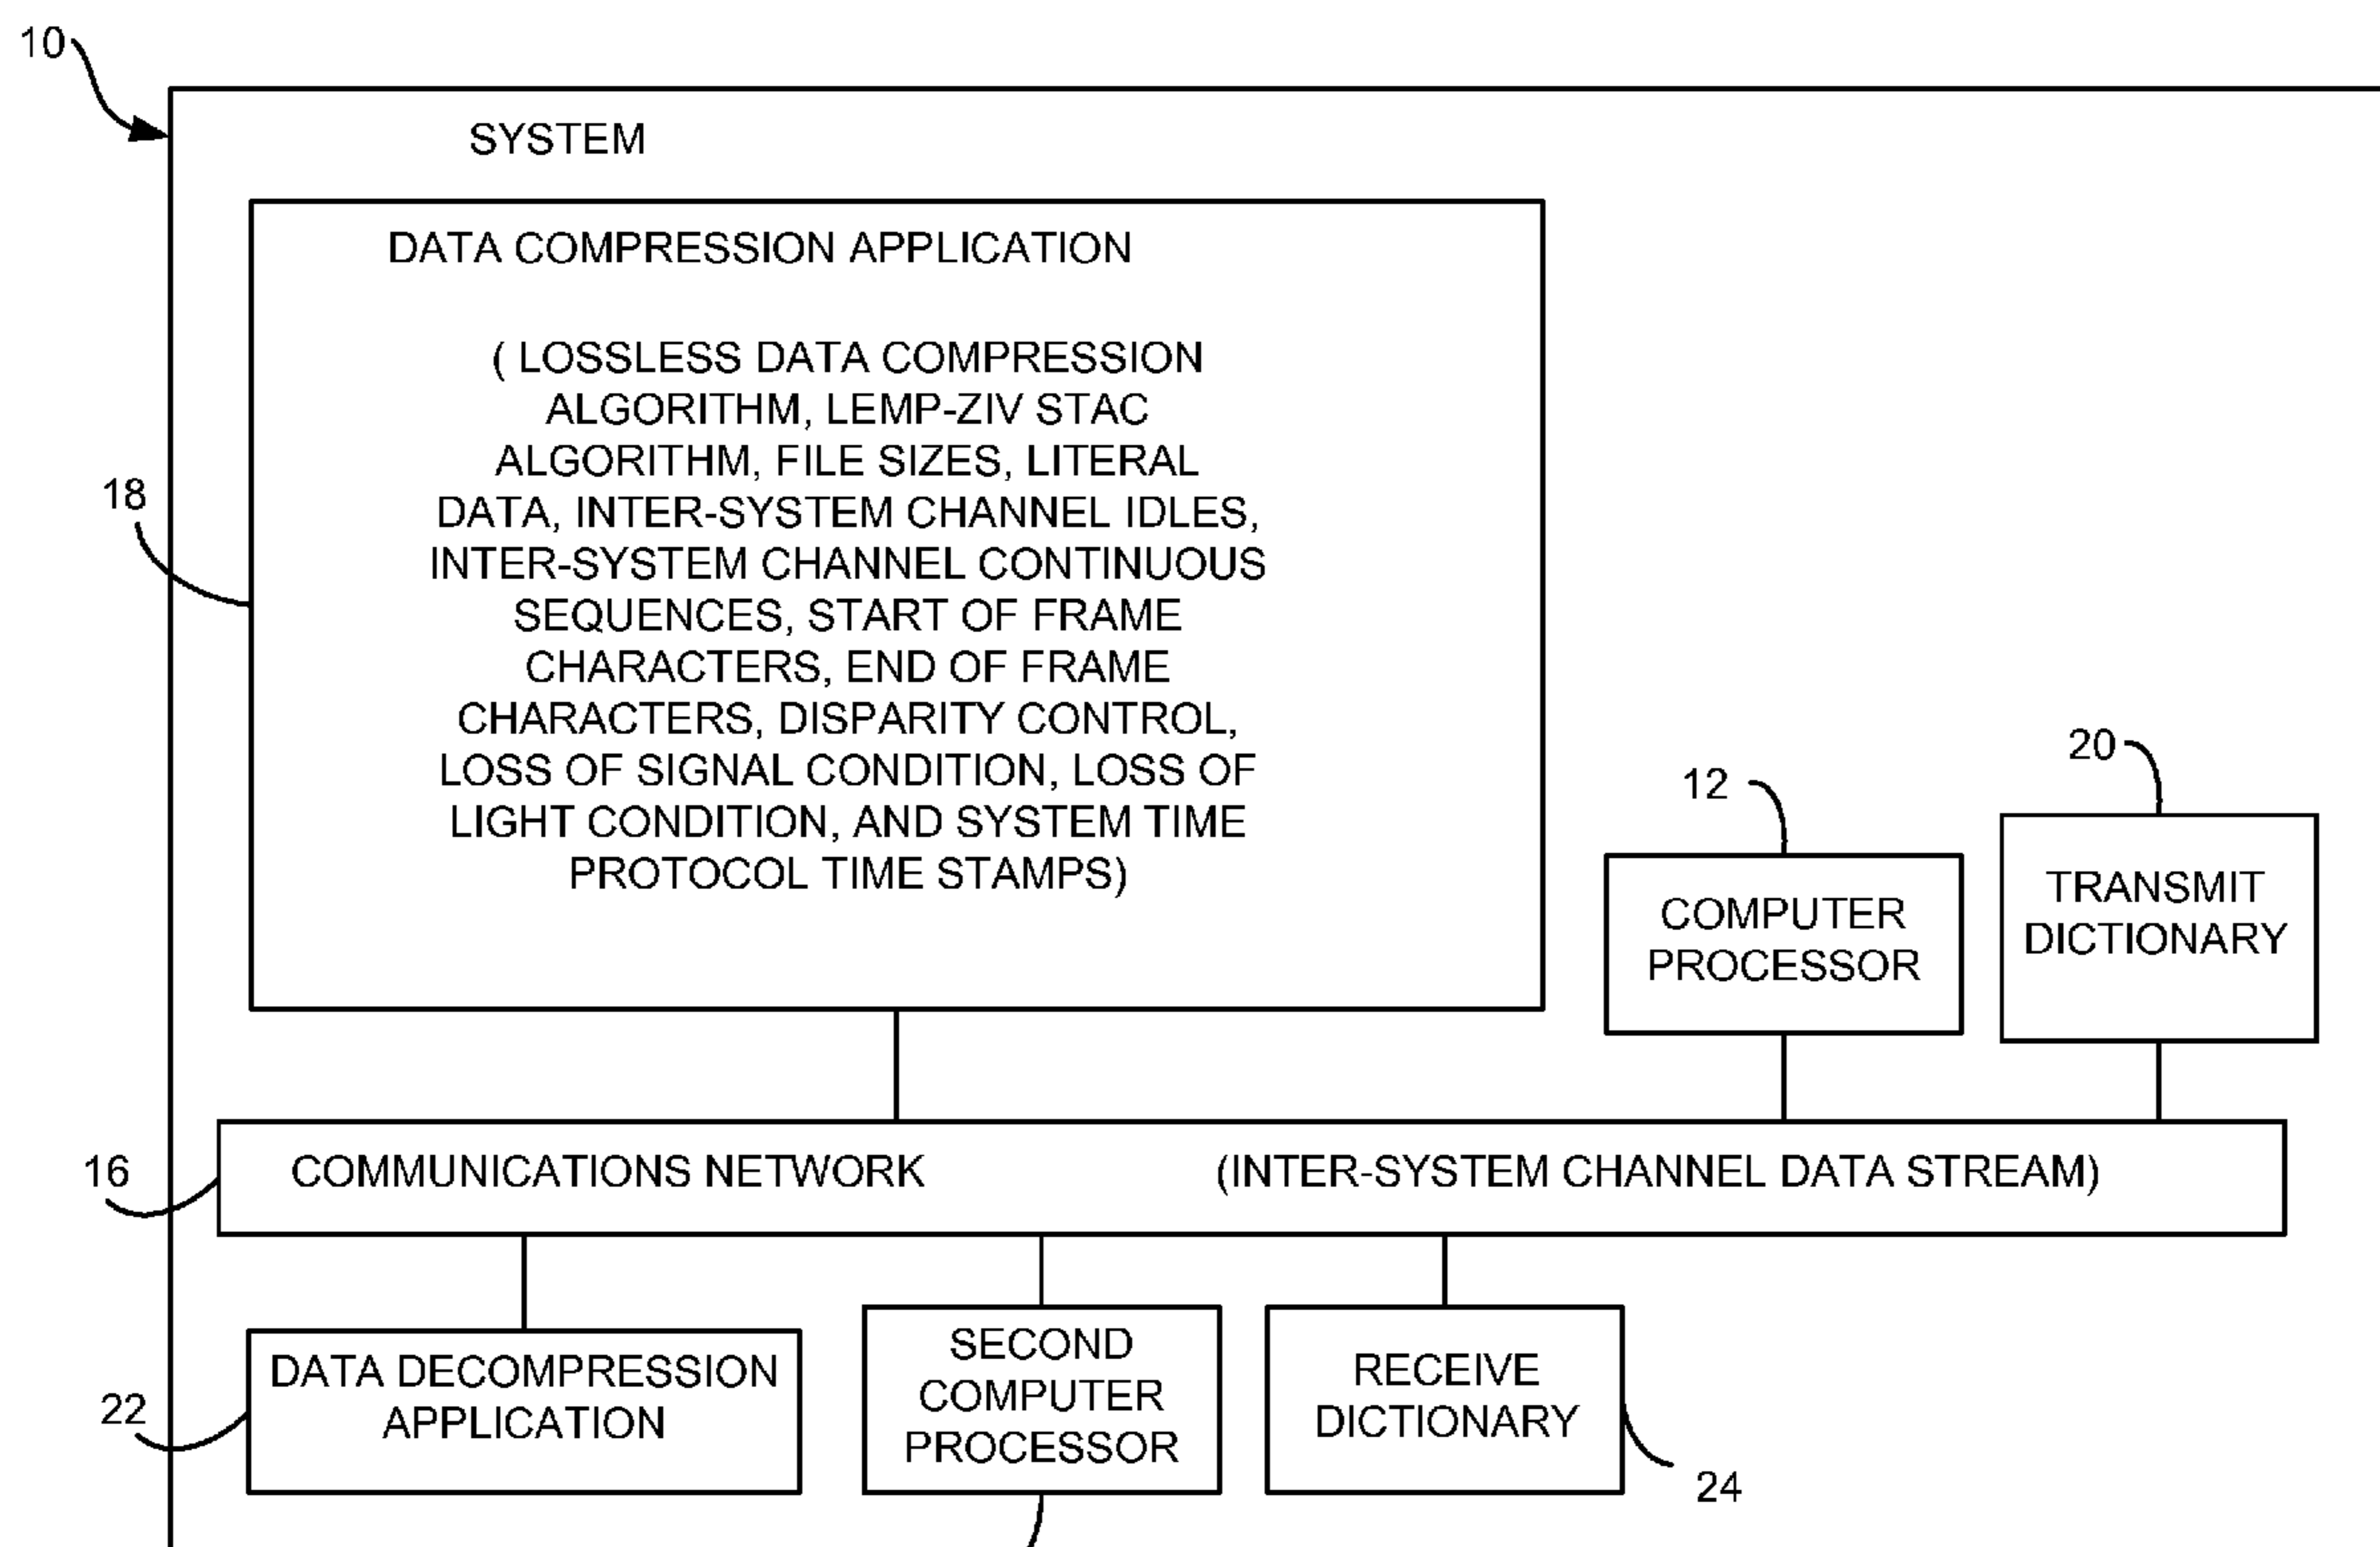 10
SYSTEM
DATA COMPRESSION APPLICATION
( LOSSLESS DATA COMPRESSION
ALGORITHM, LEMP-ZIV STAC
ALGORITHM, FILE SIZES, LITERAL
DATA, INTER-SYSTEM CHANNEL IDLES,
INTER-SYSTEM CHANNEL CONTINUOUS
SEQUENCES, START OF FRAME
CHARACTERS, END OF FRAME
CHARACTERS, DISPARITY CONTROL,
LOSS OF SIGNAL CONDITION, LOSS OF
LIGHT CONDITION, AND SYSTEM TIME
PROTOCOL TIME STAMPS)
18
12
COMPUTER
PROCESSOR
20
TRANSMIT
DICTIONARY
16
COMMUNICATIONS NETWORK (INTER-SYSTEM CHANNEL DATA STREAM)
22
DATA DECOMPRESSION
APPLICATION
SECOND
COMPUTER
PROCESSOR
RECEIVE
DICTIONARY
24